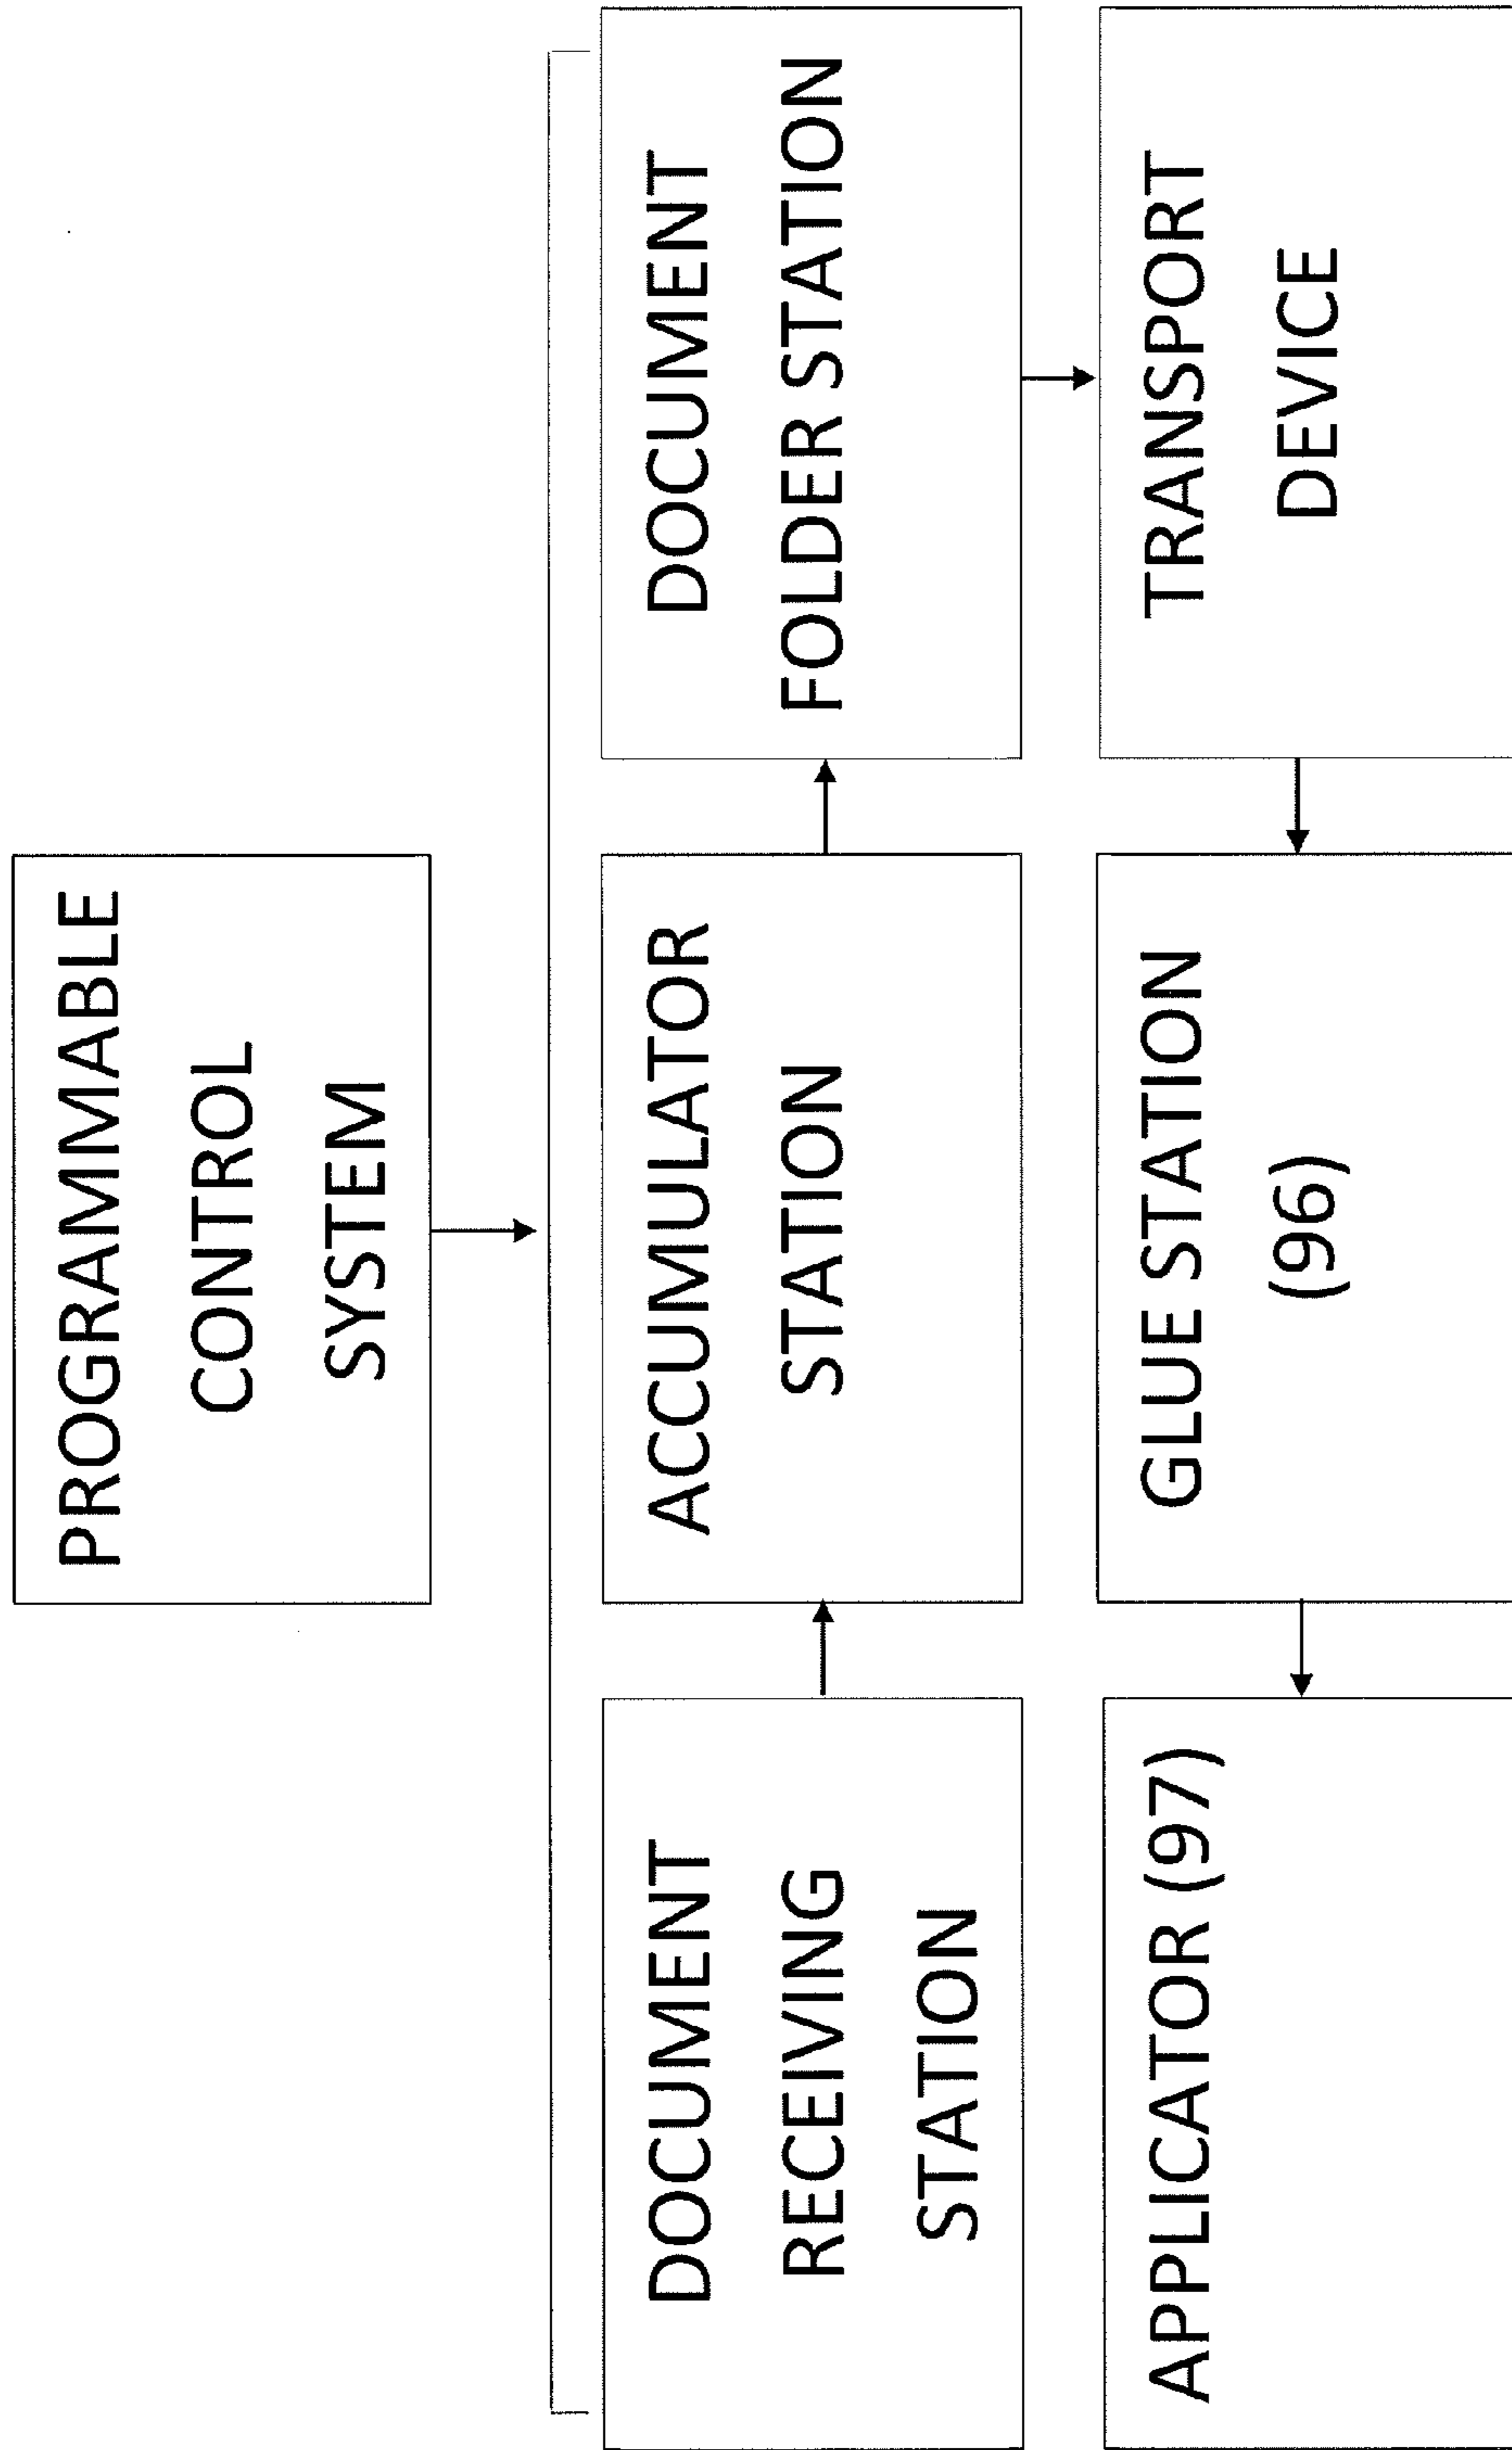 PROGRAMMABLE
CONTROL
SYSTEM
DOCUMENT
RECEIVING
STATION
ACCUMULATOR
STATION
DOCUMENT
FOLDER STATION
APPLICATOR (97)
GLUE STATION
(96)
TRANSPORT
DEVICE